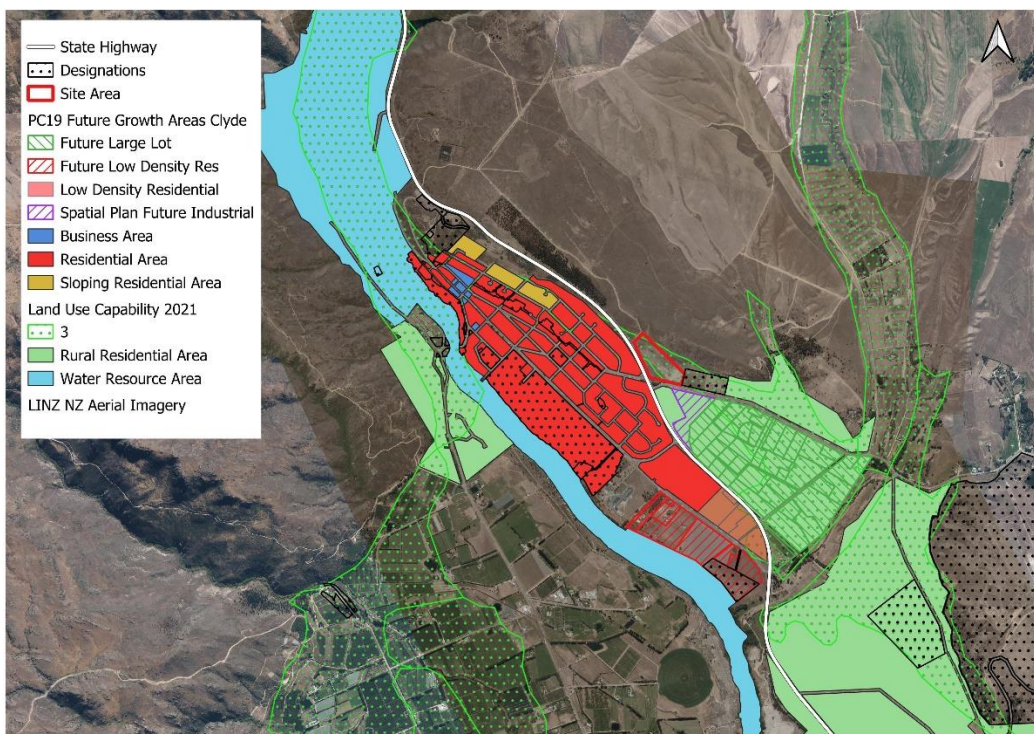 State Highway
Designations
Site Area
PC19 Future Growth Areas Clyde
Future Large Lot
Future Low Density Res
Low Density Residential
Spatial Plan Future Industrial
Business Area
Residential Area
Sloping Residential Area
Land Use Capability 2021
3
Rural Residential Area
Water Resource Area
LINZ NZ Aerial Imagery